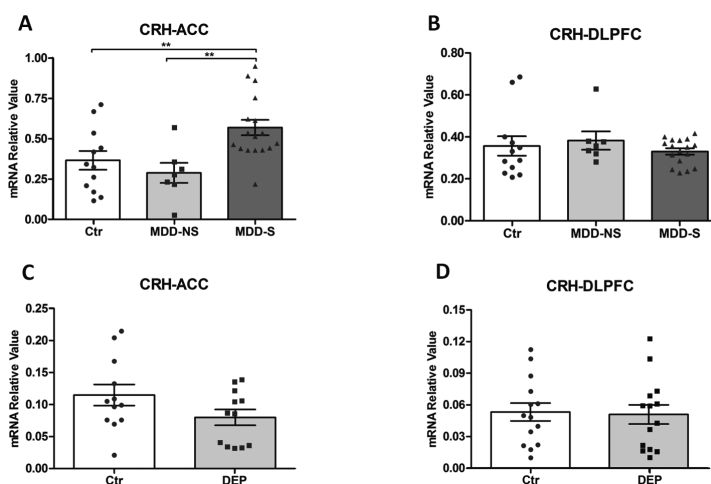 A
CRH-ACC
mRNA Relative Value
1.00
0.75
0.50
0.25
0.00
**
**
Ctr
MDD-NS
MDD-S
B
CRH-DLPFC
mRNA Relative Value
0.80
0.60
0.40
0.20
0.00
Ctr
MDD-NS
MDD-S
C
CRH-ACC
mRNA Relative Value
0.25
0.20
0.15
0.10
0.05
0.00
Ctr
DEP
D
CRH-DLPFC
mRNA Relative Value
0.15
0.12
0.09
0.06
0.03
0.00
Ctr
DEP